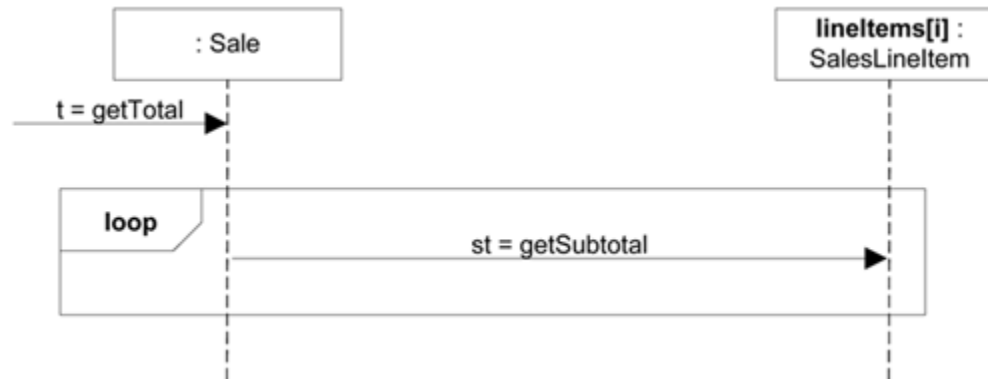 : Sale
lineItems[i] :
SalesLineItem
t = getTotal
loop
st = getSubtotal